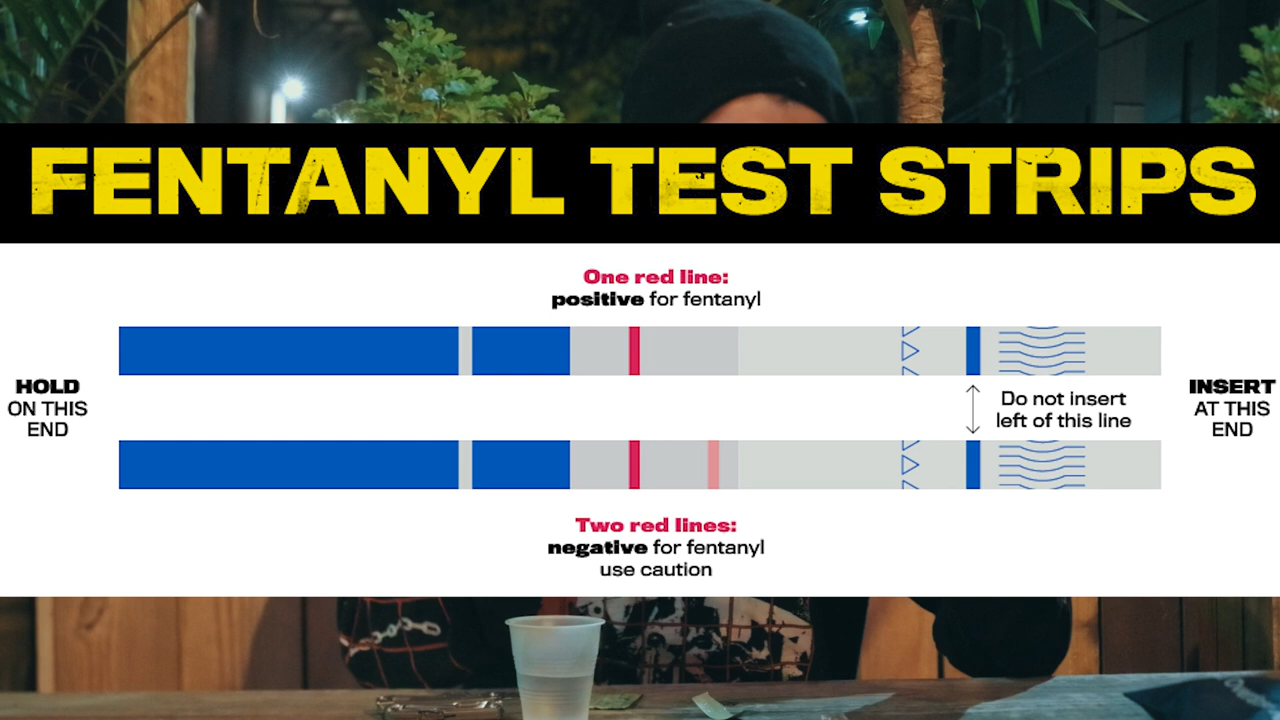 FENTANYL TEST STRIPS
One red line:
positive for fentanyl
HOLD
ON THIS
END
Do not insert
left of this line
INSERT
AT THIS
END
Two red lines:
negative for fentanyl
use caution